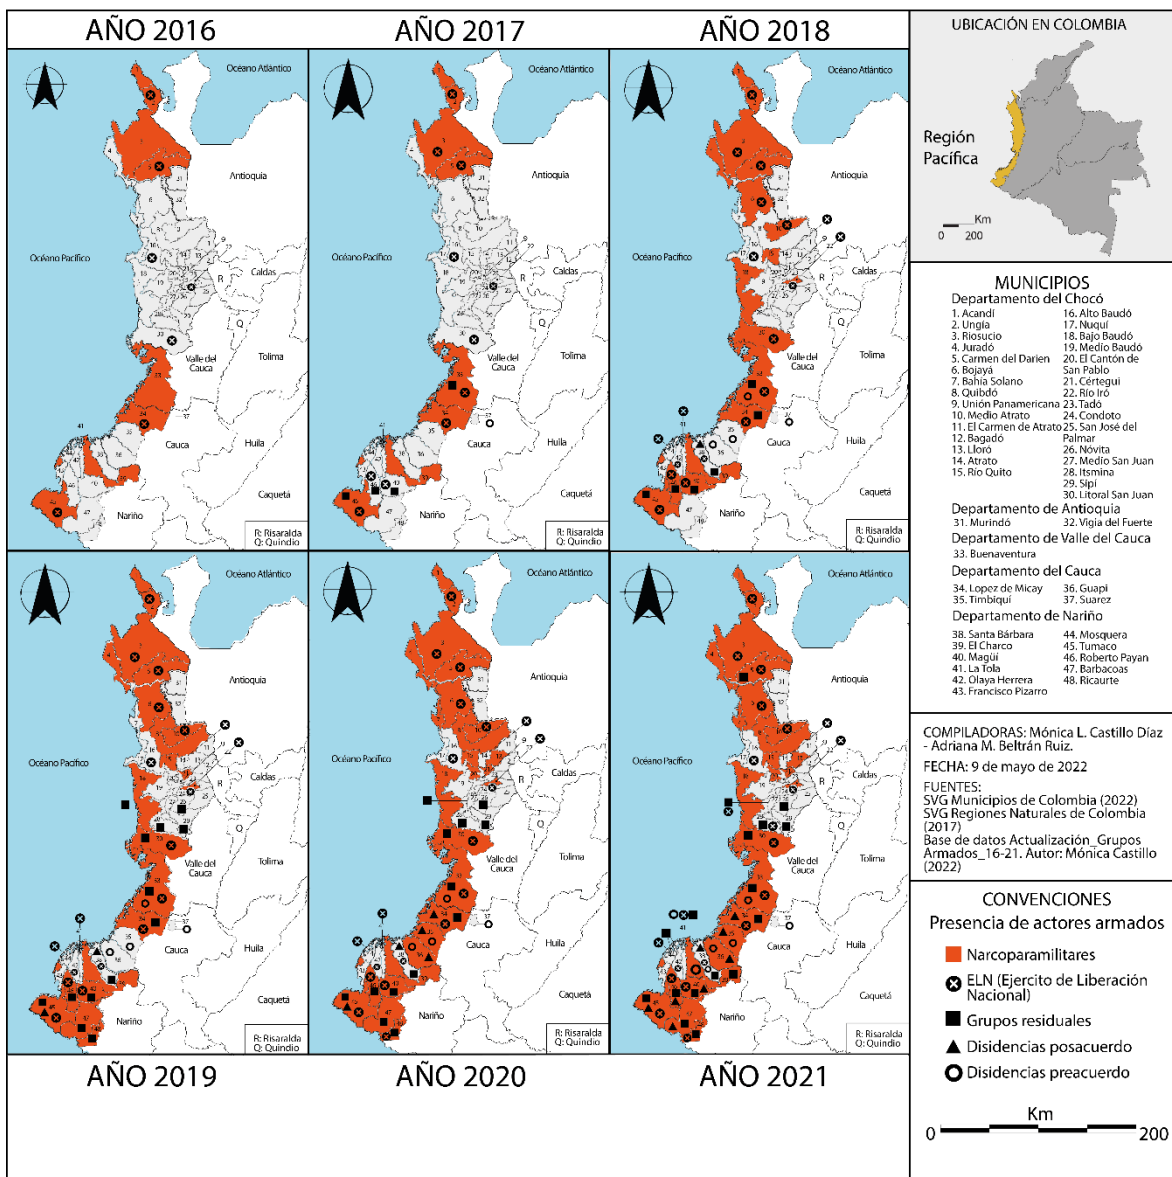 AÑO 2016
AÑO 2017
AÑO 2018
Océano Atlántico
Antioquia
Océano Pacífico
Caldas
R
Q
Valle del
Cauca
Tolima
Cauca
Huila
Caquetá
Nariño
R: Risaralda
Q: Quindio
Océano Atlántico
Antioquia
Océano Pacífico
Caldas
R
Q
Valle del
Cauca
Tolima
Cauca
Huila
Caquetá
Nariño
R: Risaralda
Q: Quindio
Océano Atlántico
Antioquia
Océano Pacífico
Caldas
R
Q
Valle del
Cauca
Tolima
Cauca
Huila
Caquetá
Nariño
R: Risaralda
Q: Quindio
Océano Atlántico
Antioquia
Océano Pacífico
Caldas
R
Q
Valle del
Cauca
Tolima
Cauca
Huila
Caquetá
Nariño
R: Risaralda
Q: Quindio
Océano Atlántico
Antioquia
Océano Pacífico
Caldas
R
Q
Valle del
Cauca
Tolima
Cauca
Huila
Caquetá
Nariño
R: Risaralda
Q: Quindio
Océano Atlántico
Antioquia
Océano Pacífico
Caldas
R
Q
Valle del
Cauca
Tolima
Cauca
Huila
Caquetá
Nariño
R: Risaralda
Q: Quindio
AÑO 2019
AÑO 2020
AÑO 2021
UBICACIÓN EN COLOMBIA
Región
Pacífica
Km
0 200
MUNICIPIOS
Departamento del Chocó
1. Acandí
2. Ungía
3. Riosucio
4. Juradó
5. Carmen del Darien
6. Bojayá
7. Bahía Solano
8. Quibdó
9. Unión Panamericana
10. Medio Atrato
11. El Carmen de Atrato
12. Bagadó
13. Lloró
14. Atrato
15. Río Quito
16. Alto Baudó
17. Nuquí
18. Bajo Baudó
19. Medio Baudó
20. El Cantón de
San Pablo
21. Cértegui
22. Río Iró
23. Tadó
24. Condoto
25. San José del
Palmar
26. Nóvita
27. Medio San Juan
28. Itsmina
29. Sipí
30. Litoral San Juan
Departamento de Antioquia
31. Murindó
32. Vigia del Fuerte
Departamento de Valle del Cauca
33. Buenaventura
Departamento del Cauca
34. Lopez de Micay
35. Timbiquí
36. Guapi
37. Suarez
Departamento de Nariño
38. Santa Bárbara
39. El Charco
40. Magüí
41. La Tola
42. Olaya Herrera
43. Francisco Pizarro
44. Mosquera
45. Tumaco
46. Roberto Payan
47. Barbacoas
48. Ricaurte
COMPILADORAS: Mónica L. Castillo Díaz
- Adriana M. Beltrán Ruiz.
FECHA: 9 de mayo de 2022
FUENTES:
SVG Municipios de Colombia (2022)
SVG Regiones Naturales de Colombia
(2017)
Base de datos Actualización_Grupos
Armados_16-21. Autor: Mónica Castillo
(2022)
CONVENCIONES
Presencia de actores armados
Narcoparamilitares
ELN (Ejercito de Liberación
Nacional)
Grupos residuales
Disidencias posacuerdo
Disidencias preacuerdo
Km
0 200